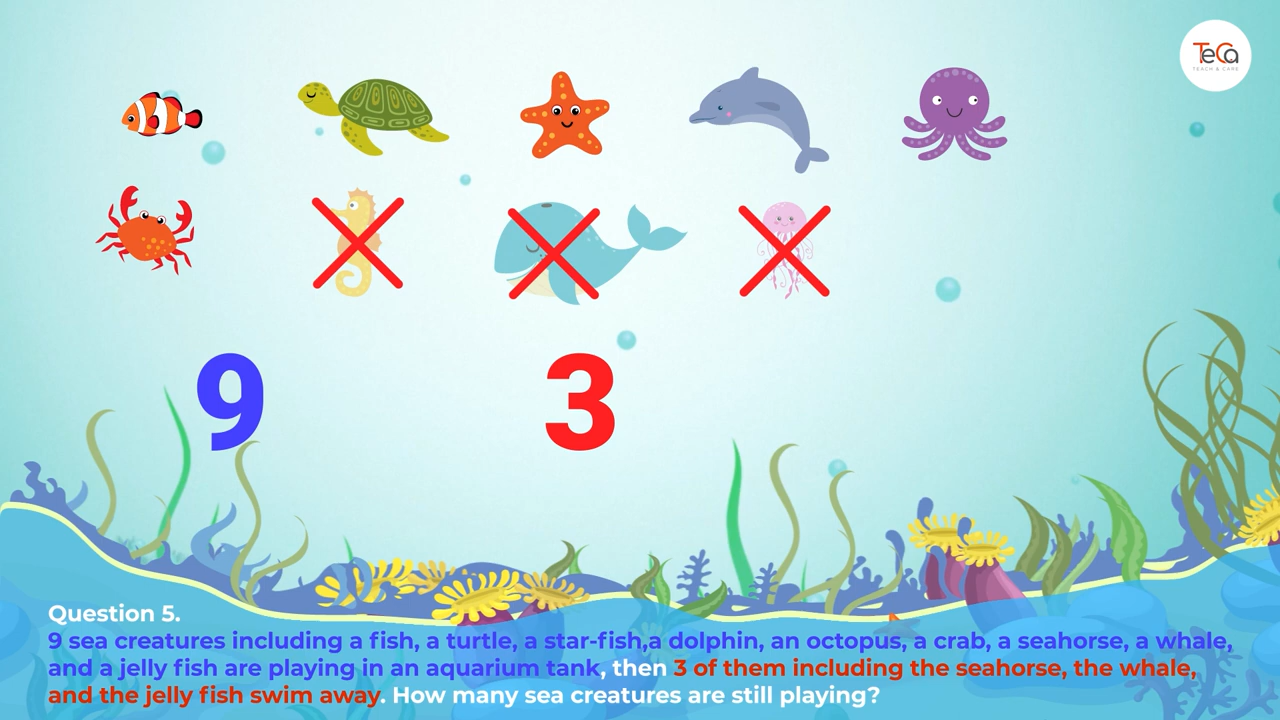 TeCa
TEACH & CARE
9
3
Question 5.
9 sea creatures including a fish, a turtle, a star-fish,a dolphin, an octopus, a crab, a seahorse, a whale,
and a jelly fish are playing in an aquarium tank, then 3 of them including the seahorse, the whale,
and the jelly fish swim away. How many sea creatures are still playing?